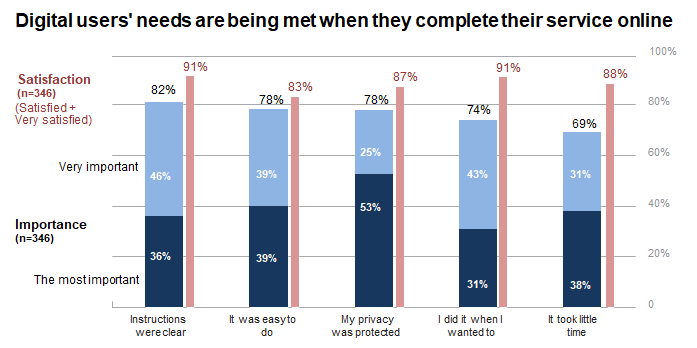 Digital users' needs are being met when they complete their service online
100%
Satisfaction
(n=346)
(Satisfied +
Very satisfied)
82%
91%
78%
83%
78%
87%
74%
91%
69%
88%
80%
Very important
46%
39%
25%
43%
31%
60%
Importance
(n=346)
40%
The most important
36%
39%
53%
31%
38%
20%
0
Instructions
were clear
It was easy to
do
My privacy
was protected
I did it when I
wanted to
It took little
time